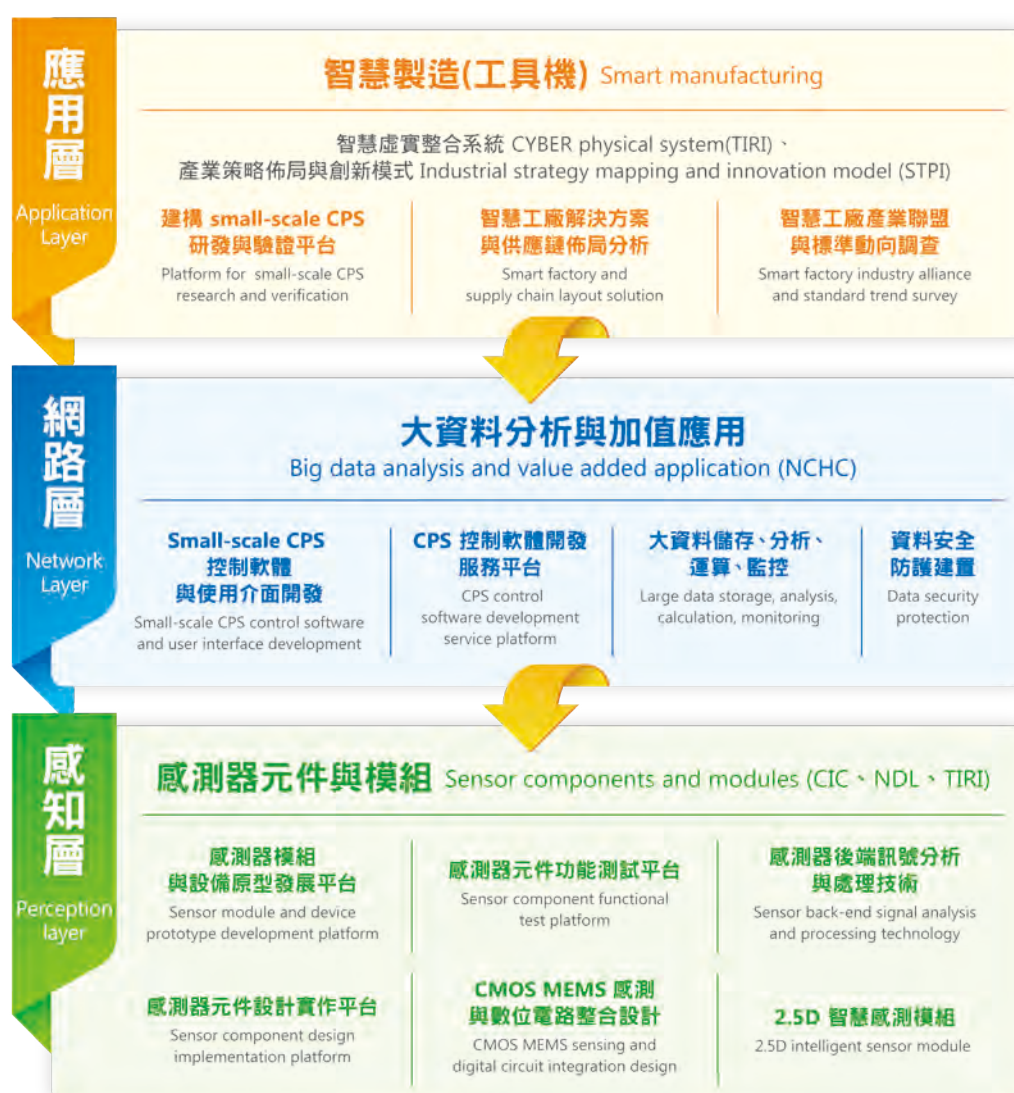 應用層
Application
Layer
智慧製造(工具機) Smart manufacturing
智慧虛實整合系統 CYBER physical system(TIRI)、
產業策略佈局與創新模式 Industrial strategy mapping and innovation model (STPI)
建構 small-scale CPS
研發與驗證平台
Platform for small-scale CPS
research and verification
智慧工廠解決方案
與供應鏈佈局分析
Smart factory and
supply chain layout solution
智慧工廠產業聯盟
與標準動向調查
Smart factory industry alliance
and standard trend survey
網路層
Network
Layer
大資料分析與加值應用
Big data analysis and value added application (NCHC)
Small-scale CPS
控制軟體
與使用介面開發
Small-scale CPS control software
and user interface development
CPS 控制軟體開發
服務平台
CPS control
software development
service platform
大資料儲存、分析、
運算、監控
Large data storage, analysis,
calculation, monitoring
資料安全
防護建置
Data security
protection
感知層
Perception
layer
感測器元件與模組 Sensor components and modules (CIC、NDL、TIRI)
感測器模組
與設備原型發展平台
Sensor module and device
prototype development platform
感測器元件功能測試平台
Sensor component functional
test platform
感測器後端訊號分析
與處理技術
Sensor back-end signal analysis
and processing technology
感測器元件設計實作平台
Sensor component design
implementation platform
CMOS MEMS 感測
與數位電路整合設計
CMOS MEMS sensing and
digital circuit integration design
2.5D 智慧感測模組
2.5D intelligent sensor module